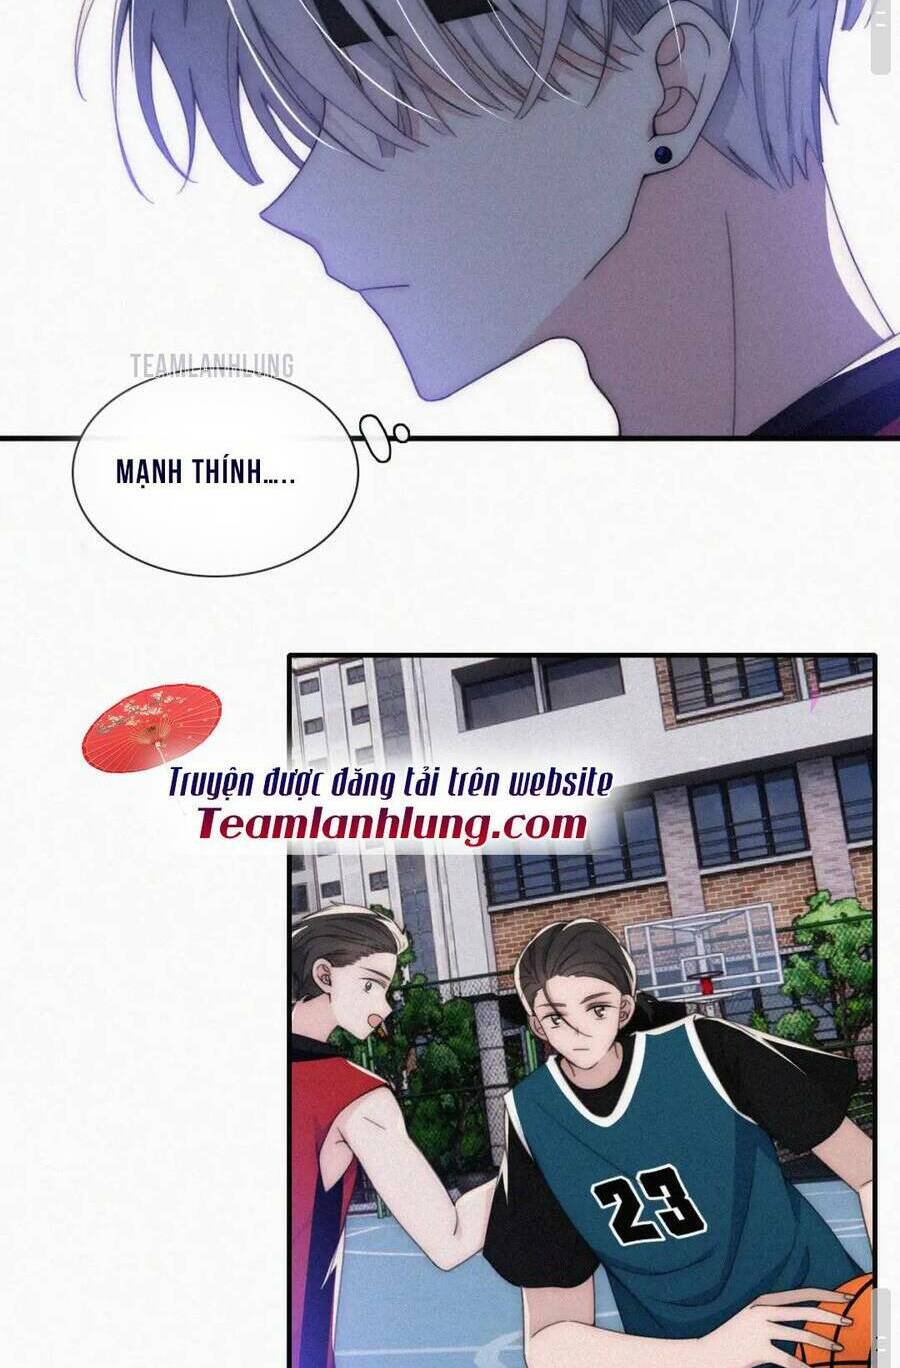 TEAMLANHLUNG
MẠNH THÍNH.....
Truyện được đăng tải trên website
Teamlanhlung.com
23